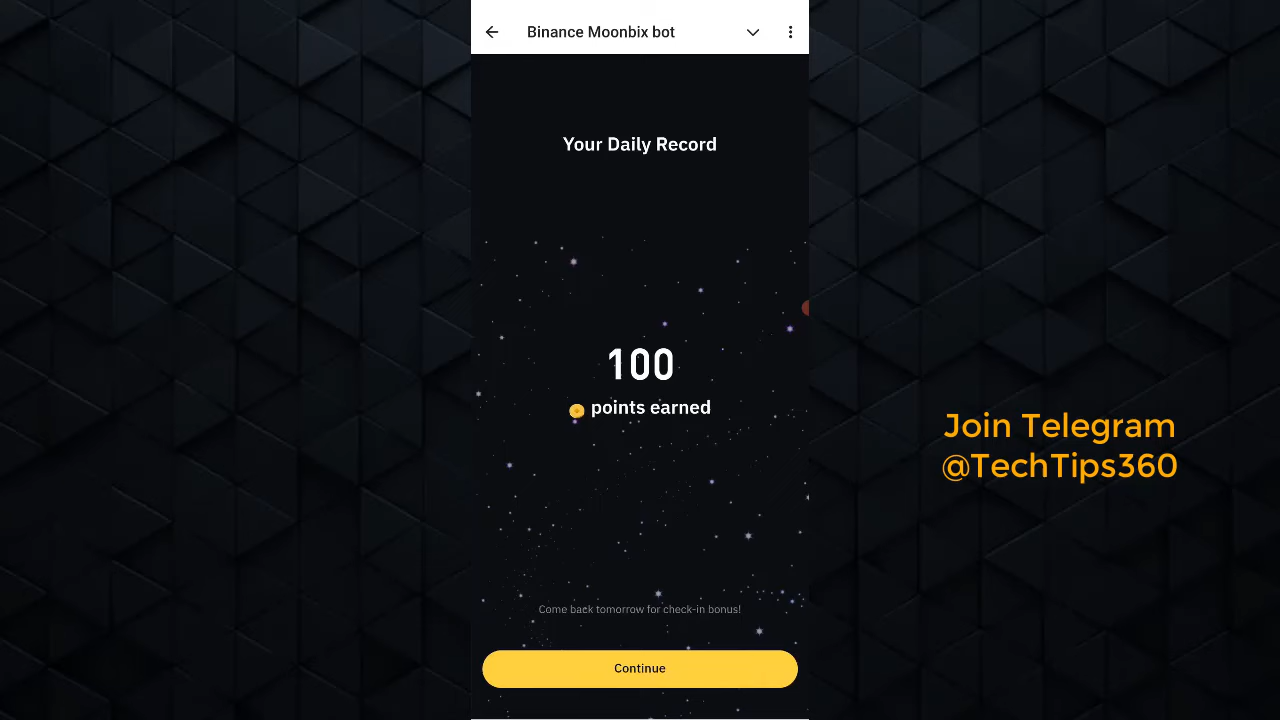 Binance Moonbix bot
Your Daily Record
100
points earned
Join Telegram
@TechTips360
Come back tomorrow for check-in bonus!
Continue